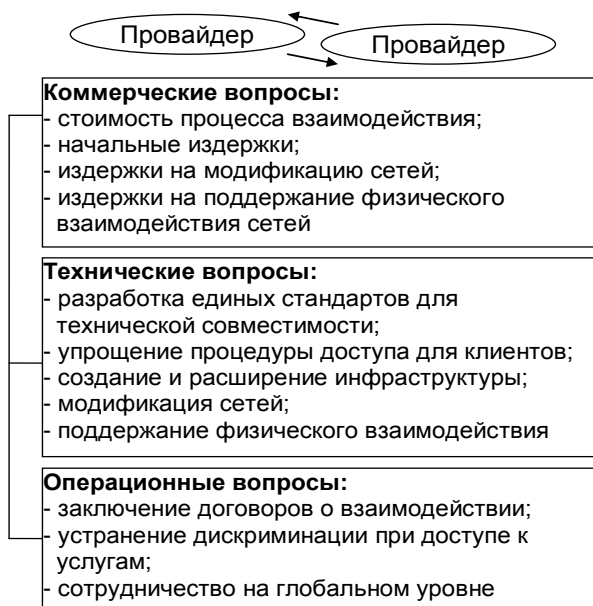 Провайдер
Провайдер
Коммерческие вопросы:
- стоимость процесса взаимодействия;
- начальные издержки;
- издержки на модификацию сетей;
- издержки на поддержание физического
взаимодействия сетей
Технические вопросы:
- разработка единых стандартов для
технической совместимости;
- упрощение процедуры доступа для клиентов;
- создание и расширение инфраструктуры;
- модификация сетей;
- поддержание физического взаимодействия
Операционные вопросы:
- заключение договоров о взаимодействии;
- устранение дискриминации при доступе к
услугам;
- сотрудничество на глобальном уровне